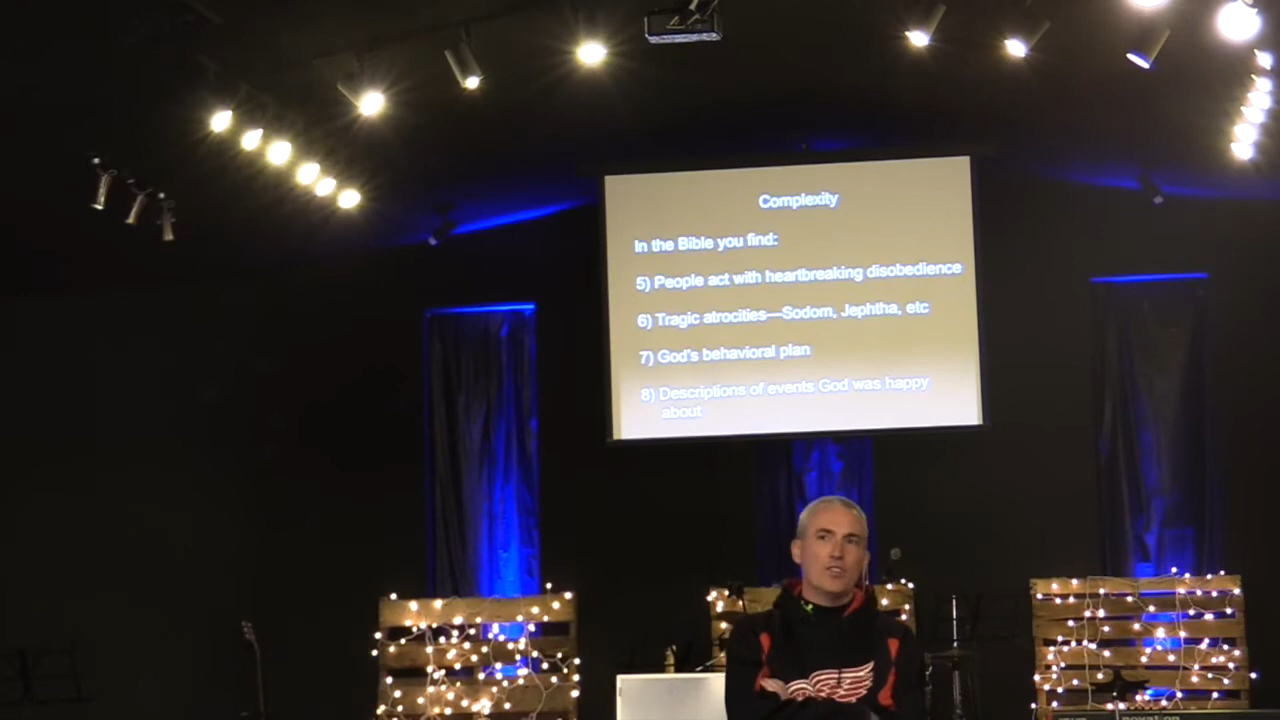 Complexity
In the Bible you find:
5) People act with heartbreaking disobedience
6) Tragic atrocities—Sodom, Jephtha, etc
7) God's behavioral plan
8) Descriptions of events God was happy
about